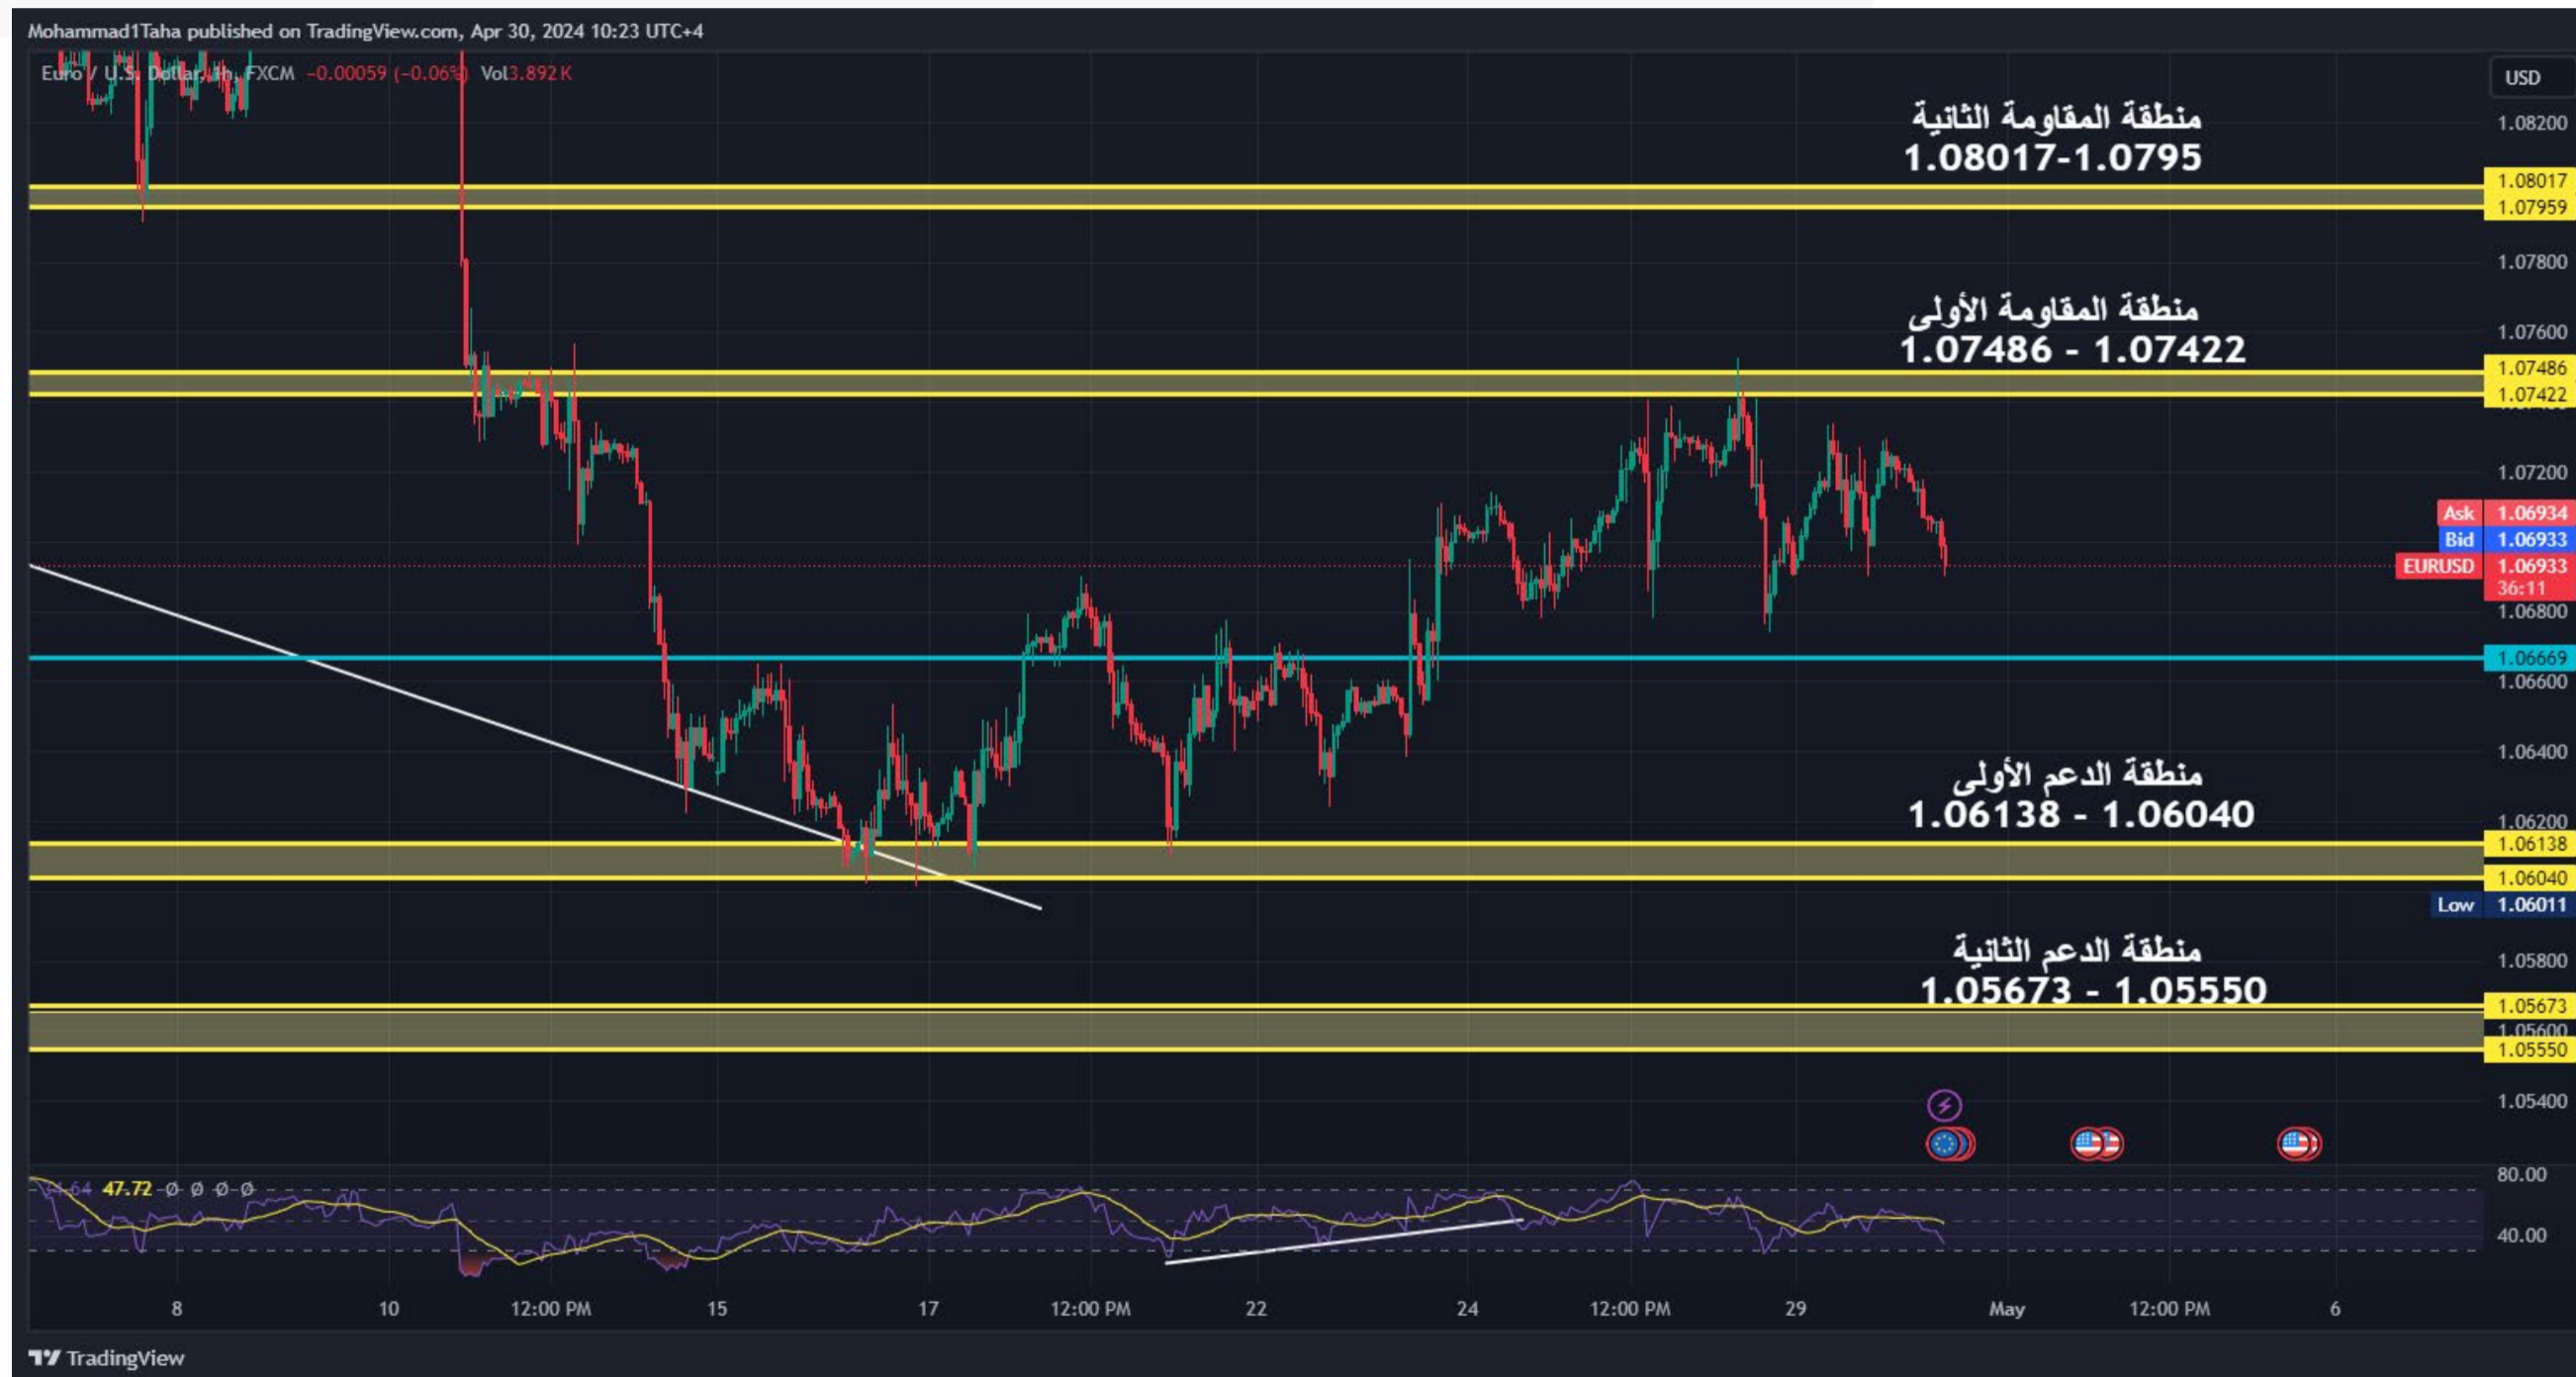 Mohammad1Taha published on TradingView.com, Apr 30, 2024 10:23 UTC+4
Euro / U.S. Dollar, 1h, FXCM −0.00059 (−0.06%) Vol3.892 K
USD
1.08200
منطقة المقاومة الثانية
1.08017-1.0795
1.08017
1.07959
1.07800
منطقة المقاومة الأولى
1.07486 - 1.07422
1.07600
1.07486
1.07422
1.07200
Ask 1.06934
Bid 1.06933
EURUSD 1.06933
36:11
1.06800
1.06669
1.06600
1.06400
منطقة الدعم الأولى
1.06138 - 1.06040
1.06200
1.06138
1.06040
Low 1.06011
منطقة الدعم الثانية
1.05673 - 1.05550
1.05800
1.05673
1.05600
1.05550
1.05400
47.72 Ø Ø Ø Ø
80.00
40.00
8 10 12:00 PM 15 17 12:00 PM 22 24 12:00 PM 29 May 12:00 PM 6
TradingView